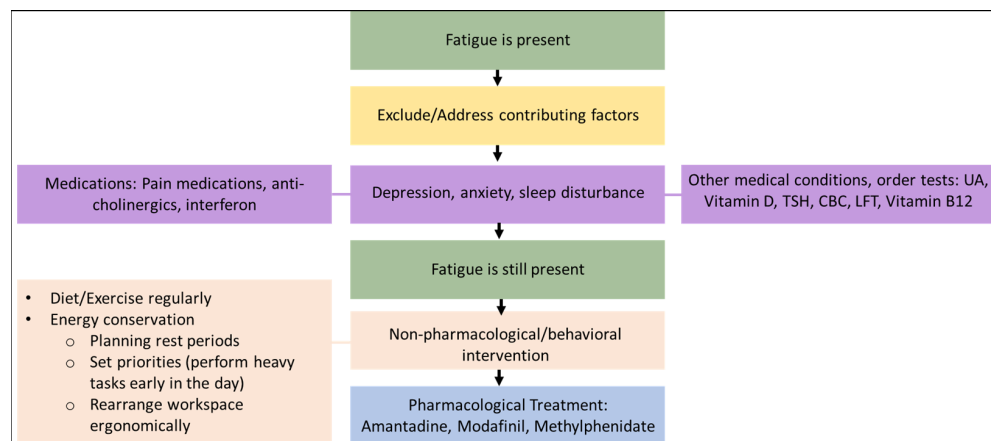 Fatigue is present
Exclude/Address contributing factors
Medications: Pain medications, anti-
cholinergics, interferon
Depression, anxiety, sleep disturbance
Other medical conditions, order tests: UA,
Vitamin D, TSH, CBC, LFT, Vitamin B12
Fatigue is still present
• Diet/Exercise regularly
• Energy conservation
o Planning rest periods
o Set priorities (perform heavy
tasks early in the day)
o Rearrange workspace
ergonomically
Non-pharmacological/behavioral
intervention
Pharmacological Treatment:
Amantadine, Modafinil, Methylphenidate